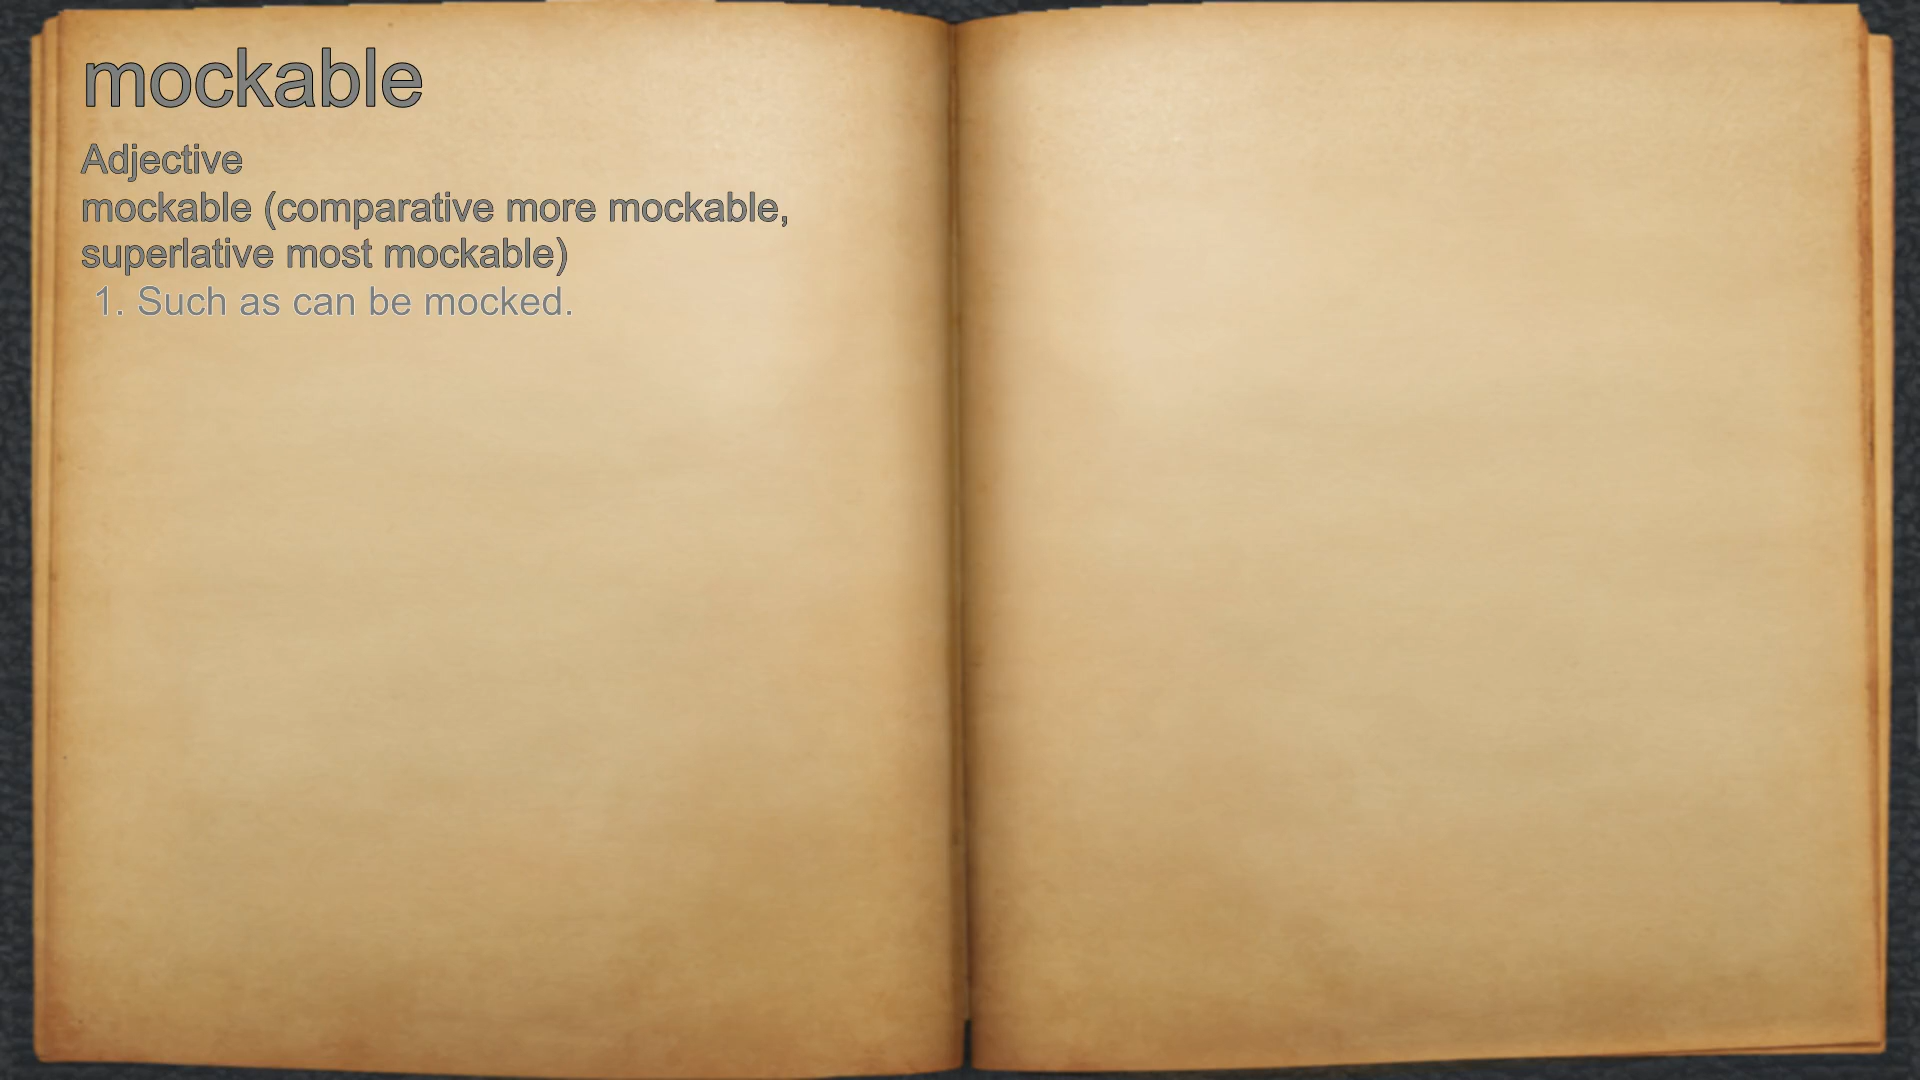 mockable
Adjective
mockable (comparative more mockable,
superlative most mockable)
1. Such as can be mocked.